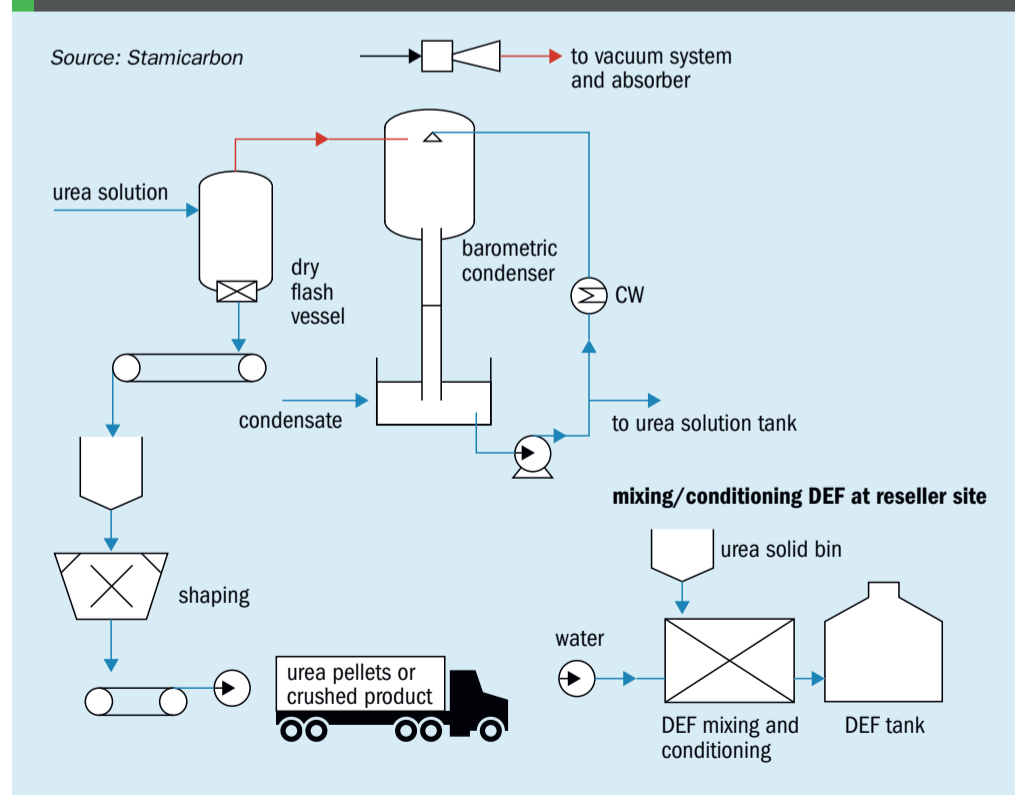 Source: Stamicarbon
to vacuum system
and absorber
urea solution
dry
flash
vessel
barometric
condenser
CW
condensate
to urea solution tank
shaping
urea pellets or
crushed product
mixing/conditioning DEF at reseller site
urea solid bin
water
DEF mixing and
conditioning
DEF tank